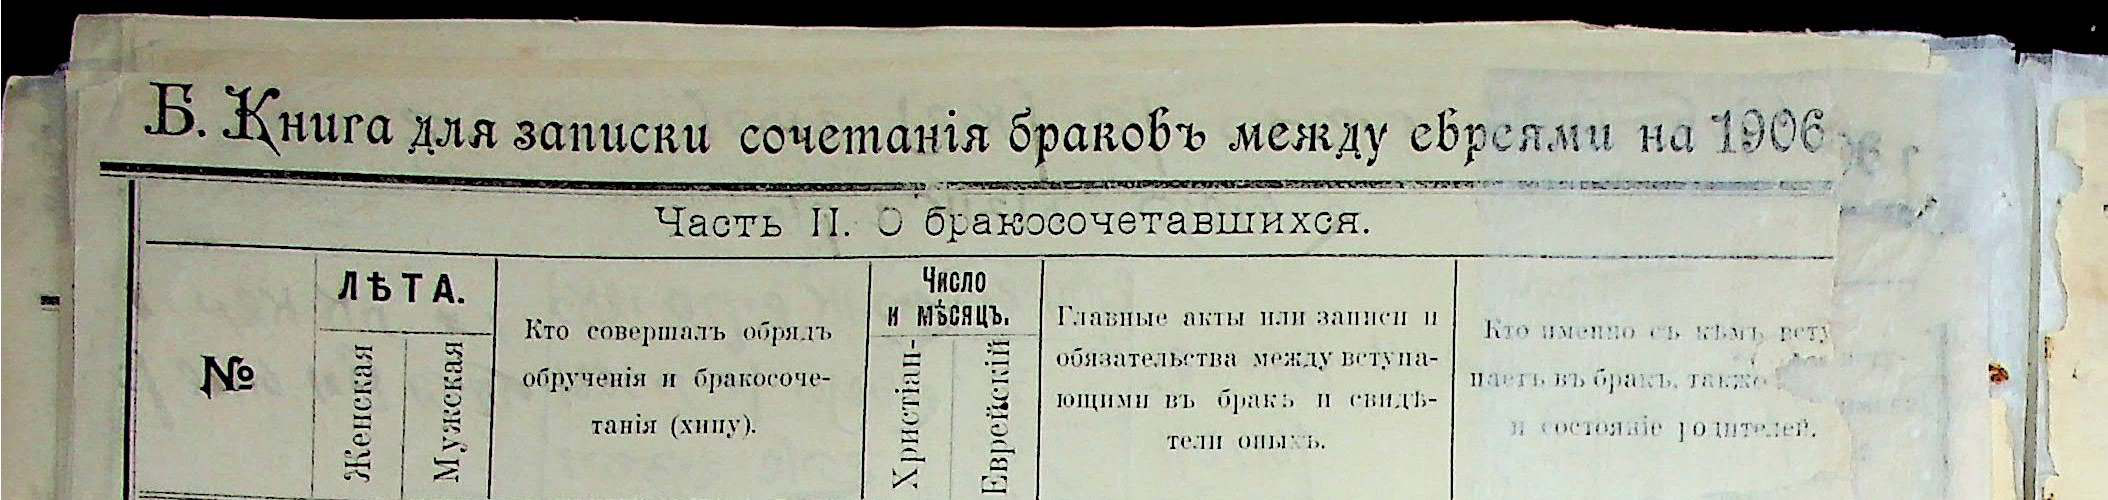 Б. Книга для записки сочетанія браковъ между евреями на 1906
Часть II. О бракосочетавшихся.
№
ЛѢТА.
Женская
Мужская
Кто совершалъ обрядъ
обрученія и бракосоче-
танія (хипу).
Число
и мѣсяцъ.
Христіан-
Еврейскій
Главные акты или записи и
обязательства между вступа-
ющими въ бракъ и свидѣ-
тели оныхъ.
Кто именно съ кѣмъ всту
паетъ въ бракъ, также
и состояніе родителей.